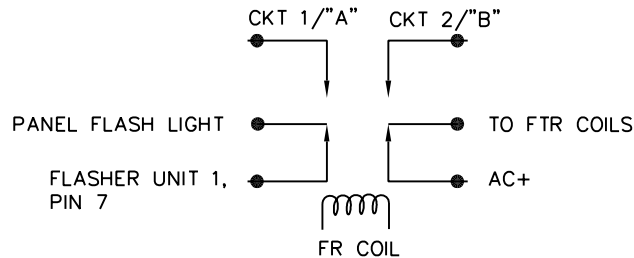 CKT 1/"A"
CKT 2/"B"
PANEL FLASH LIGHT
TO FTR COILS
FLASHER UNIT 1,
PIN 7
AC+
FR COIL